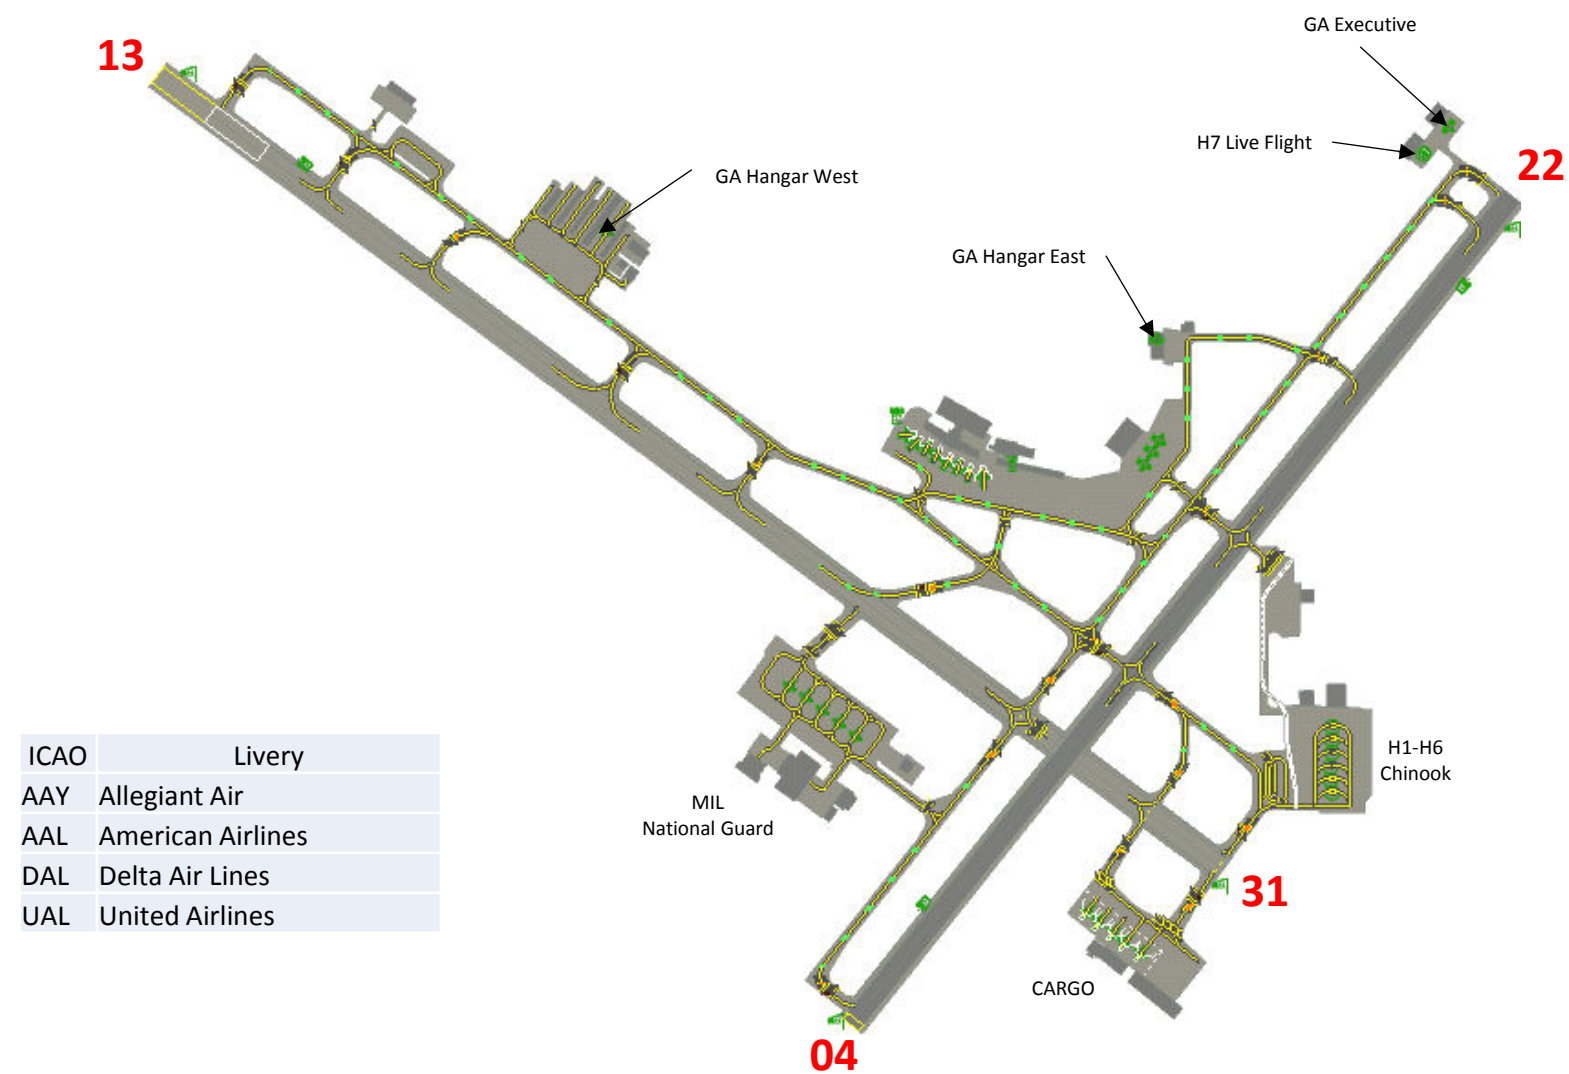 GA Executive
13
H7 Live Flight
22
GA Hangar West
GA Hangar East
ICAO Livery
AAY Allegiant Air
AAL American Airlines
DAL Delta Air Lines
UAL United Airlines
MIL
National Guard
H1-H6
Chinook
31
CARGO
04